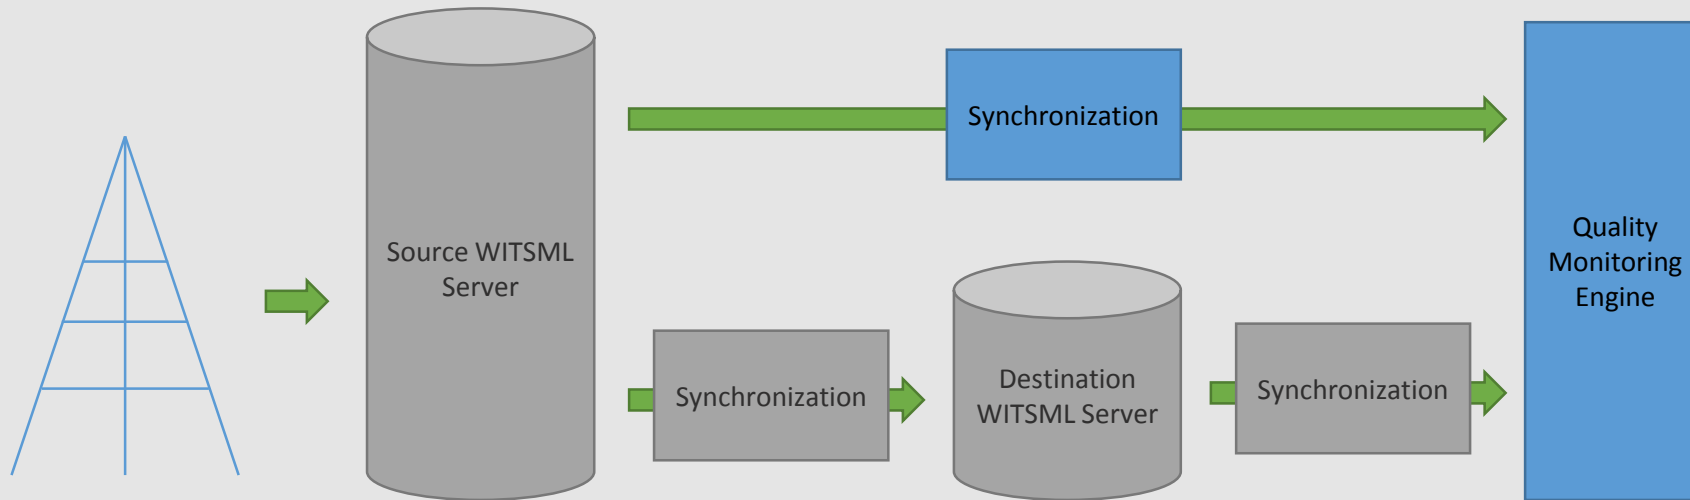 Synchronization
Source WITSML
Server
Quality
Monitoring
Engine
Synchronization
Destination
WITSML Server
Synchronization